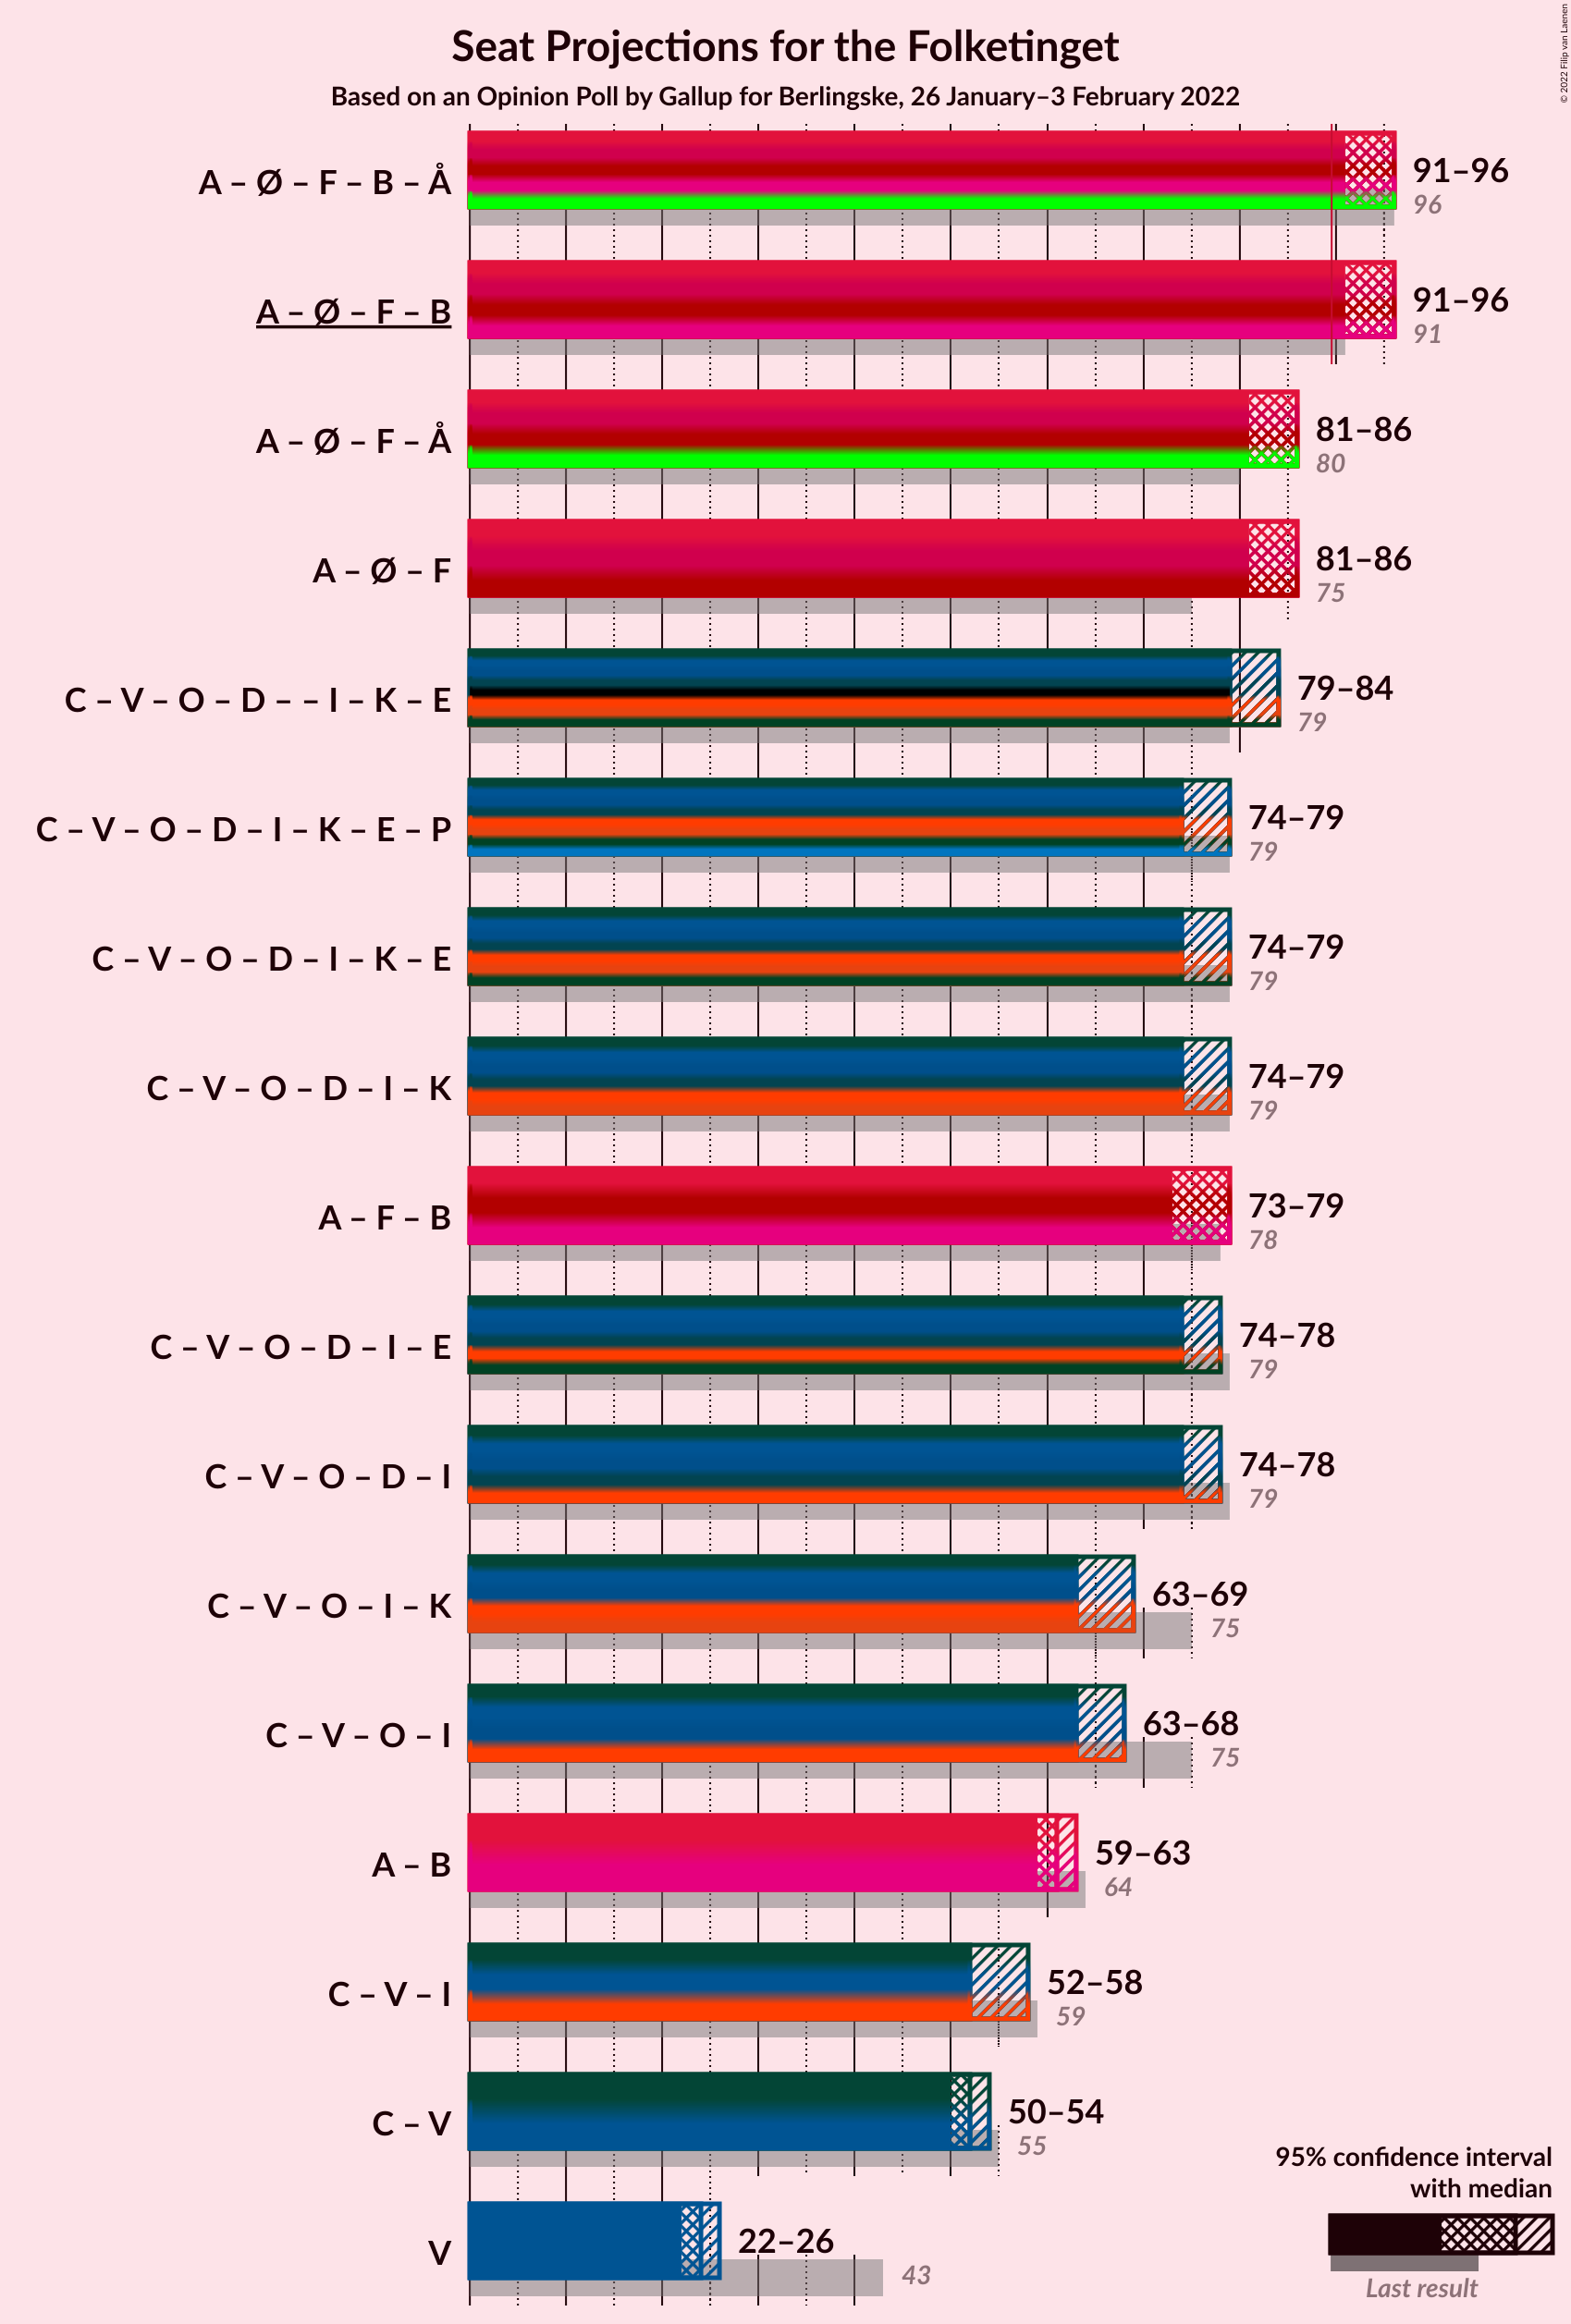 Seat Projections for the Folketinget
Based on an Opinion Poll by Gallup for Berlingske, 26 January–3 February 2022
© 2022 Filip van Laenen
A – Ø – F – B – Å
91–96
96
A – Ø – F – B
91–96
91
A – Ø – F – Å
81–86
80
A – Ø – F
81–86
75
C – V – O – D – – I – K – E
79–84
79
C – V – O – D – I – K – E – P
74–79
79
C – V – O – D – I – K – E
74–79
79
C – V – O – D – I – K
74–79
79
A – F – B
73–79
78
C – V – O – D – I – E
74–78
79
C – V – O – D – I
74–78
79
C – V – O – I – K
63–69
75
C – V – O – I
63–68
75
A – B
59–63
64
C – V – I
52–58
59
C – V
50–54
55
V
22–26
43
95% confidence interval
with median
Last result